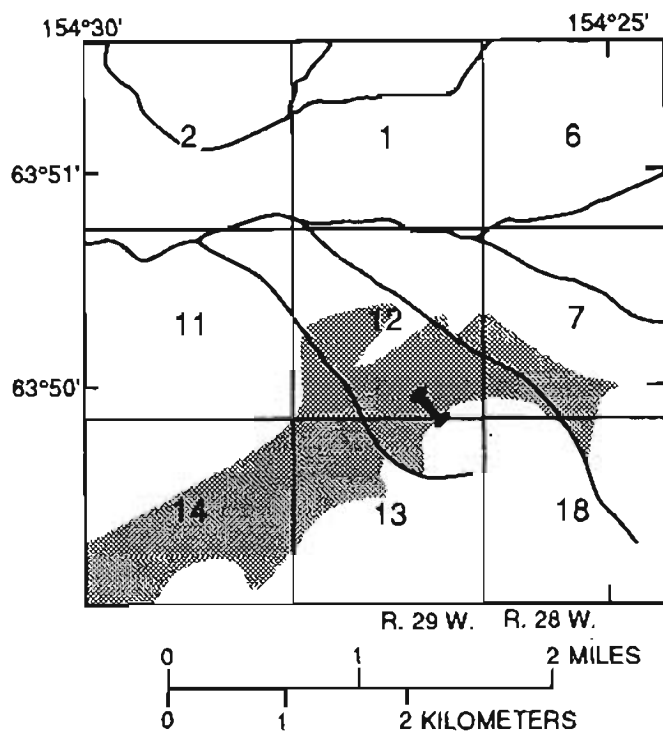 154°30' 154°25'
2 1 6
63°51'
11 12 7
63°50'
14 13 18
R. 29 W. R. 28 W.
0 1 2 MILES
0 1 2 KILOMETERS